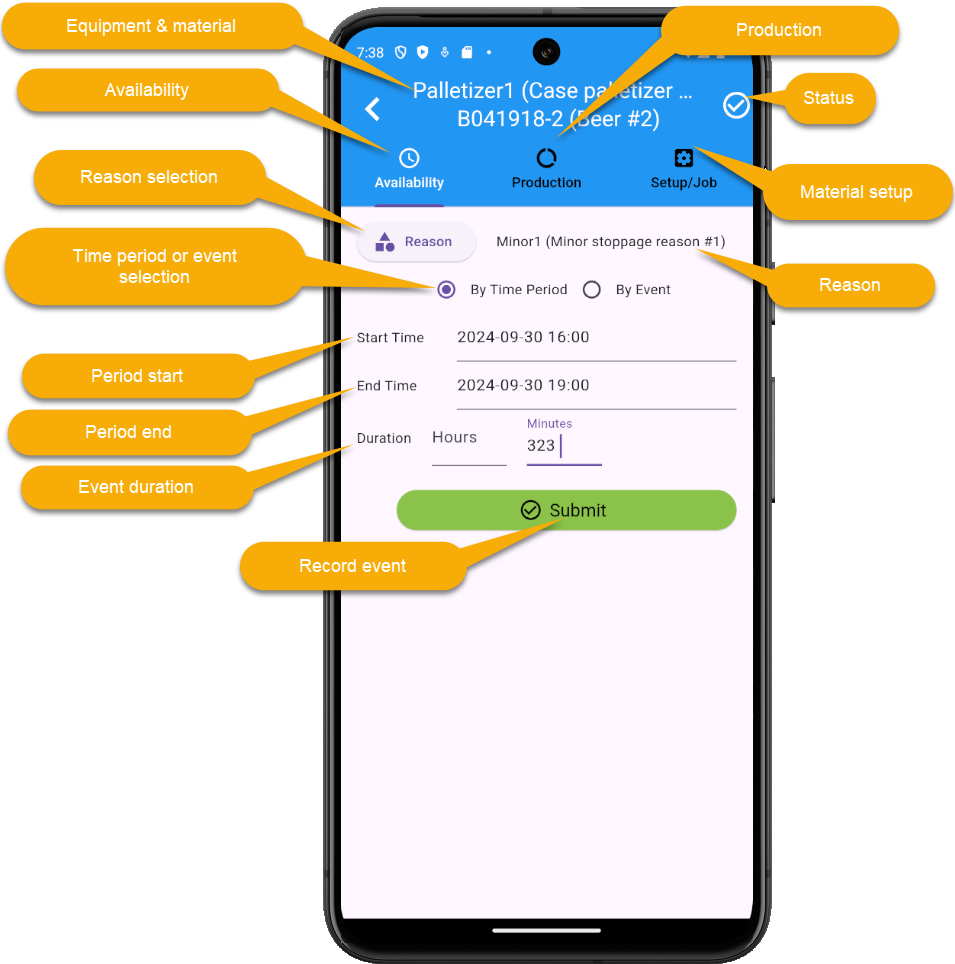 Equipment & material
Production
7:38
Availability
Palletizer1 (Case palletizer ...
Status
B041918-2 (Beer #2)
Reason selection
Availability
Production
Setup/Job
Material setup
Time period or event
selection
Reason
Minor1 (Minor stoppage reason #1)
Reason
By Time Period
By Event
Start Time
2024-09-30 16:00
Period start
End Time
2024-09-30 19:00
Period end
Duration
Hours
Minutes
323
Event duration
Submit
Record event